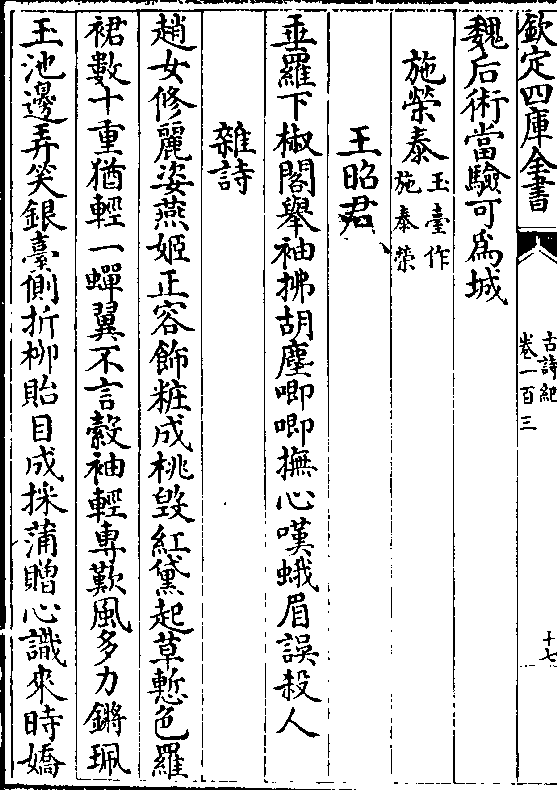 欽定四庫全書
古詩紀
卷一百三
十七
魏后術當驗可爲城
施榮泰
玉臺作
施泰榮
王昭君
垂羅下椒閣舉袖拂胡塵唧唧撫心嘆蛾眉誤殺人
雜詩
趙女修麗姿燕姬正容飾粧成桃毀紅黛起草慙色羅
裙數十重猶輕一蟬翼不言縠袖輕專歎風多力鏘珮
玉池邊弄笑銀臺側折柳貽目成採蒲贈心識來時嬌